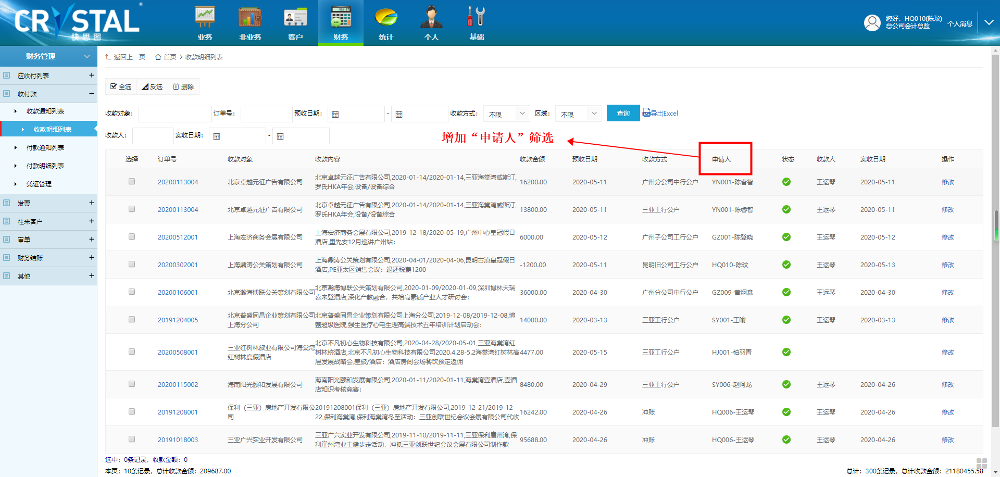 CRYSTAL ®
快思图
业务 非业务 客户 财务 统计 个人 基础
您好，HQ010(陈玟)
总公司会计总监
个人消息
财务管理
应收付列表 +
收付款 −
收款通知列表
收款明细列表
付款通知列表
付款明细列表
凭证管理
发票 +
往来客户 +
审单 +
财务结账 +
其他 +
返回上一页 首页 > 收款明细列表
全选 反选 删除
收款对象： 订单号： 预收日期： - 收款方式： 不限 区域： 不限 查询 导出Excel
收款人： 实收日期： -
增加“申请人”筛选
选择 订单号 收款对象 收款内容 收款金额 预收日期 收款方式 申请人 状态 收款人 实收日期 操作
20200113004 北京卓越元征广告有限公司 北京卓越元征广告有限公司,2020-01-14/2020-01-14,三亚海棠湾威斯汀,
罗氏HKA年会,设备/设备综合 16200.00 2020-05-11 广州分公司中行公户 YN001-陈睿智 王运琴 2020-05-11 修改
20200113004 北京卓越元征广告有限公司 北京卓越元征广告有限公司,2020-01-14/2020-01-14,三亚海棠湾威斯汀,
罗氏HKA年会,设备/设备综合 13800.00 2020-05-11 三亚工行公户 YN001-陈睿智 王运琴 2020-05-11 修改
20200512001 上海宏济商务会展有限公司 上海宏济商务会展有限公司,2019-12-18/2020-05-19,广州中心皇冠假日
酒店,里先安12月巡讲广州站： 6000.00 2020-05-12 广州子公司工行公户 GZ001-陈登晓 王运琴 2020-05-12 修改
20200302001 上海鼎涛公关策划有限公司 上海鼎涛公关策划有限公司,2020-04-01/2020-04-06,昆明古滇皇冠假日
酒店,PE亚太区销售会议：退还税费1200 -1200.00 2020-05-11 昆明旧公司工行公户 HQ010-陈玟 王运琴 2020-05-13 修改
20200106001 北京瀚海博联公关策划有限公司 北京瀚海博联公关策划有限公司,2020-01-09/2020-01-09,深圳博林天瑞
喜来登酒店,深化产教融合，共培高素质产业人才研讨会： 36000.00 2020-04-30 广州分公司中行公户 GZ009-黄炯鑫 王运琴 2020-04-30 修改
20191204005 北京普盛同昌企业策划有限公司 北京普盛同昌企业策划有限公司上海分公司,2019-12-08/2019-12-08,博
上海分公司 鳌超级医院,强生医疗心电生理高端技术五年培训计划启动会： 14000.00 2020-03-13 三亚工行公户 SY001-王喻 王运琴 2020-03-13 修改
北京不凡初心生物科技有限公司,2020-04-28/2020-05-01,三亚海棠湾红
20200508001 三亚红树林旅业有限公司海棠湾 树林挤酒店,北京不凡初心生物科技有限公司2020.4.28-5.2海棠湾红树林高 4477.00 2020-05-15 三亚工行公户 HJ001-柏羽青 修改
红树林度假酒店 层发展战略会,差旅/酒店：酒店房间会场餐饮预定返佣
20200115002 海南阳光颐和发展有限公司 海南阳光颐和发展有限公司,2020-01-11/2020-01-11,海棠湾壹酒店,壹酒
店知识考核竞赛： 8480.00 2020-04-29 三亚工行公户 SY006-赵阿龙 王运琴 2020-04-26 修改
20191208001 保利（三亚）房地产开发有限公 20191208001保利（三亚）房地产开发有限公司,2019-12-21/2019-12-
司 22,保利海棠湾,保利海棠湾冬至活动：三亚创联世纪会议会展有限公司代收 16242.00 2020-04-26 冲账 HQ006-王运琴 王运琴 2020-04-26 修改
20191018003 三亚广兴实业开发有限公司 三亚广兴实业开发有限公司,2019-11-10/2019-11-11,三亚保利崖州湾,保
利崖州湾业主健步走活动，冲抵三亚创联世纪会议会展有限公司制作款 95688.00 2020-04-26 冲账 HQ006-王运琴 王运琴 2020-04-26 修改
选中：0条记录，收款金额：0
本页：10条记录，总计收款金额：209687.00
总计：300条记录，总计收款金额：21180455.58